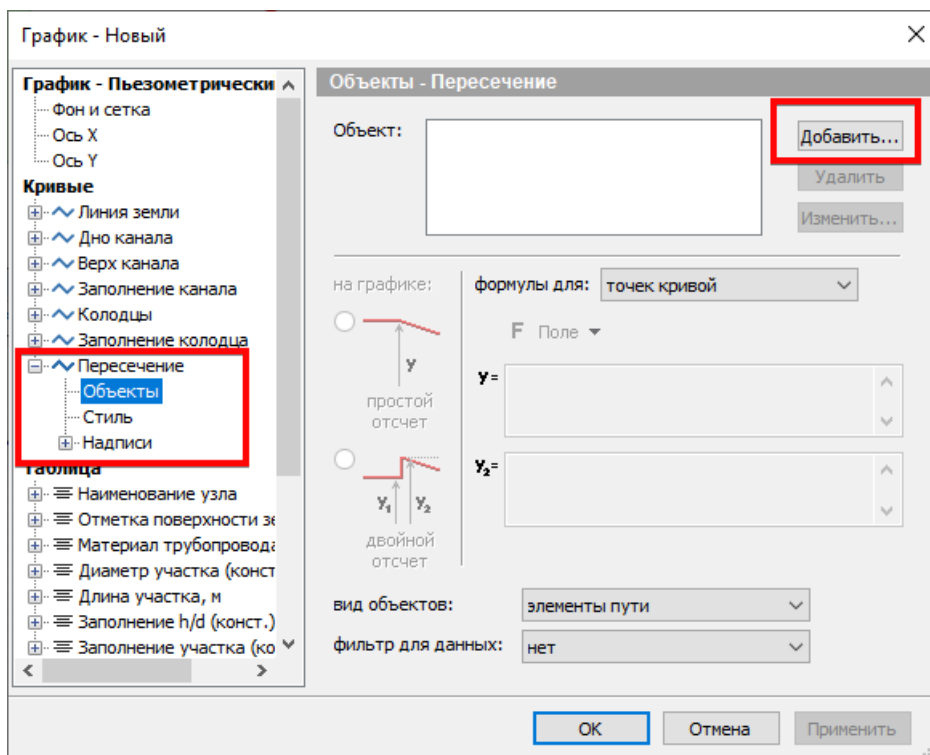 График - Новый
График - Пьезометрически
Фон и сетка
Ось X
Ось Y
Кривые
Линия земли
Дно канала
Верх канала
Заполнение канала
Колодцы
Заполнение колодца
Пересечение
Объекты
Стиль
Надписи
Таблица
Наименование узла
Отметка поверхности зе
Материал трубопровода
Диаметр участка (конст
Длина участка, м
Заполнение h/d (конст.)
Заполнение участка (ко
Объекты - Пересечение
Объект:
Добавить...
Удалить
Изменить...
на графике:
формулы для: точек кривой
F Поле
y
простой
отсчет
y=
y₁ y₂
двойной
отсчет
y₂=
вид объектов: элементы пути
фильтр для данных: нет
OK Отмена Применить